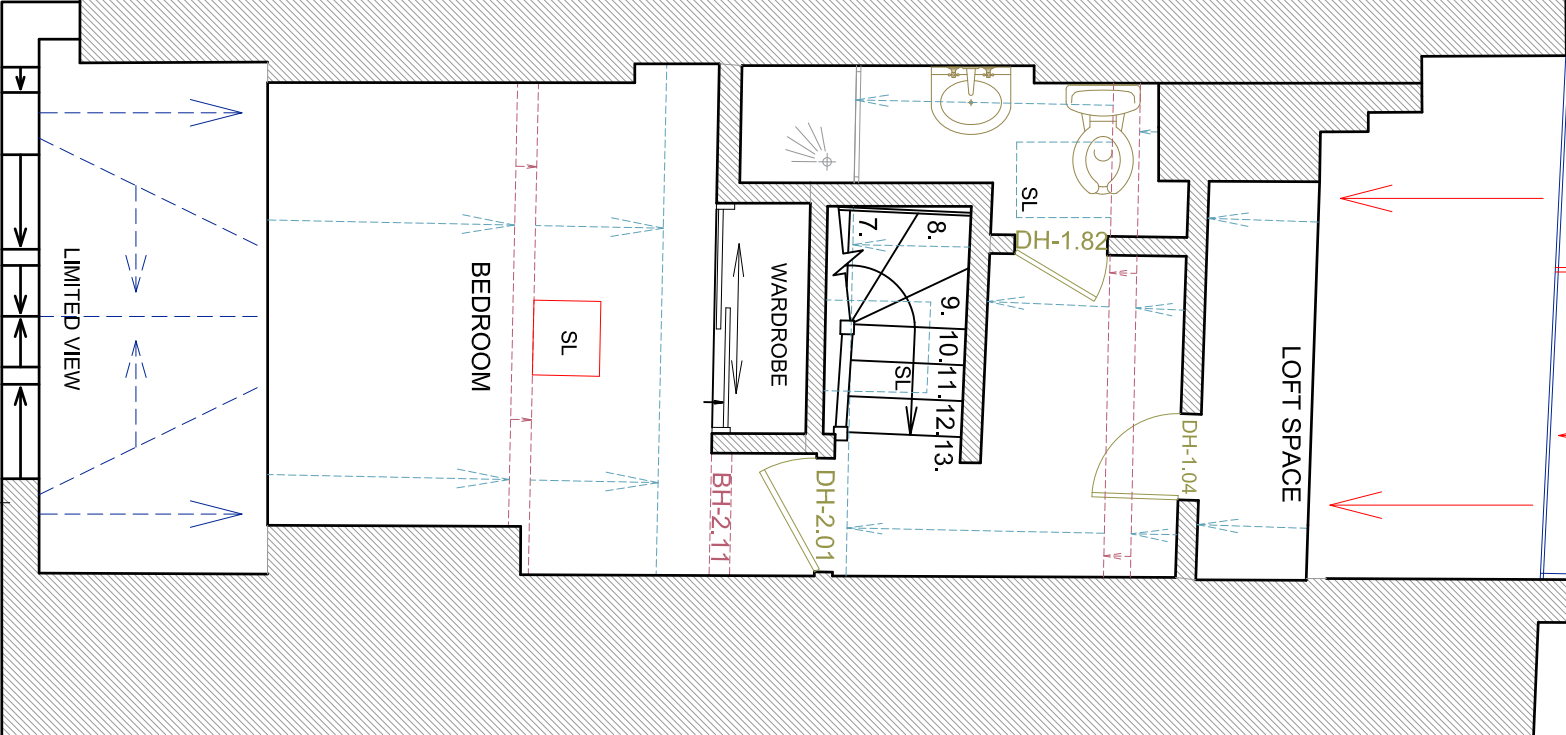 LIMITED VIEW
BEDROOM
SL
WARDROBE
BH-2.11
DH-2.01
7.
8.
9.
10.
11.
12.
13.
SL
SL
DH-1.82
DH-1.04
LOFT SPACE